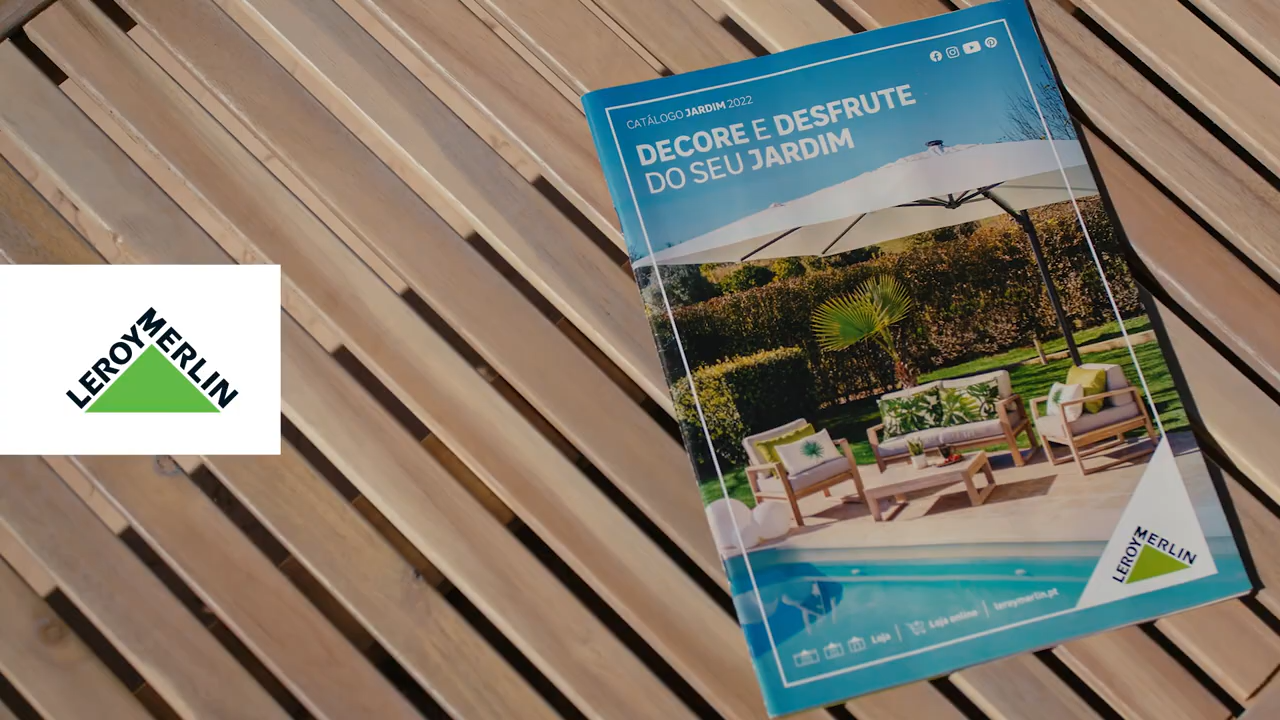 CATÁLOGO JARDIM 2022
DECORE E DESFRUTE
DO SEU JARDIM
LEROY MERLIN
LEROY MERLIN
Loja | Loja online | leroymerlin.pt